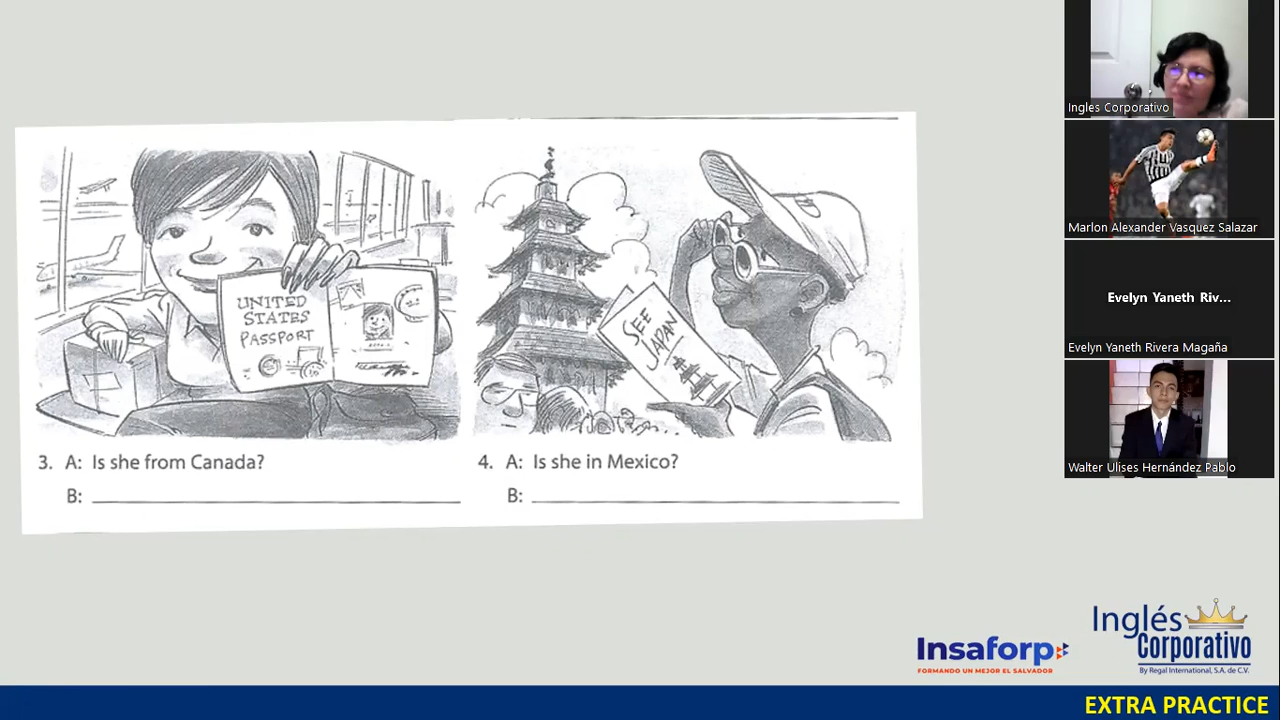 UNITED
STATES
PASSPORT
SEE
JAPAN
3. A: Is she from Canada?
B:
4. A: Is she in Mexico?
B:
Ingles Corporativo
Marlon Alexander Vasquez Salazar
Evelyn Yaneth Riv...
Evelyn Yaneth Rivera Magaña
Walter Ulises Hernández Pablo
Insaforp
FORMANDO UN MEJOR EL SALVADOR
Inglés
Corporativo
By Regal International, S.A. de C.V.
EXTRA PRACTICE